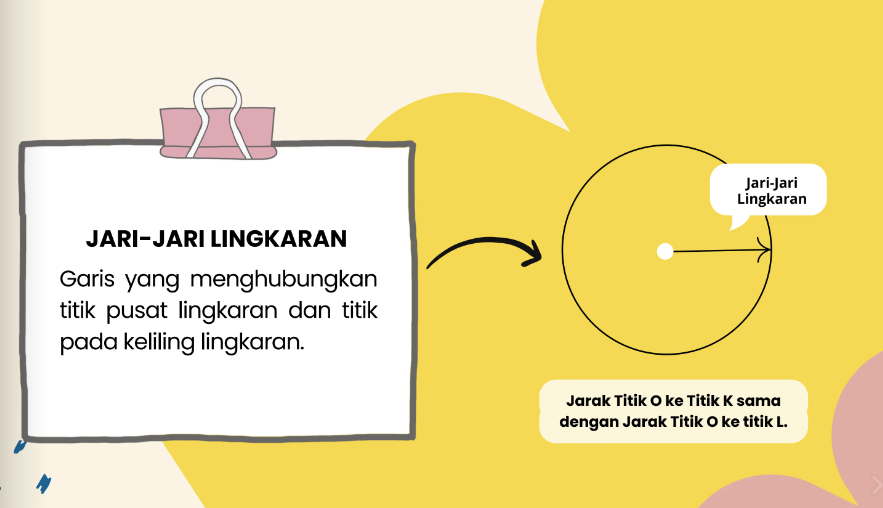 JARI-JARI LINGKARAN
Garis yang menghubungkan
titik pusat lingkaran dan titik
pada keliling lingkaran.
Jari-Jari
Lingkaran
Jarak Titik O ke Titik K sama
dengan Jarak Titik O ke titik L.